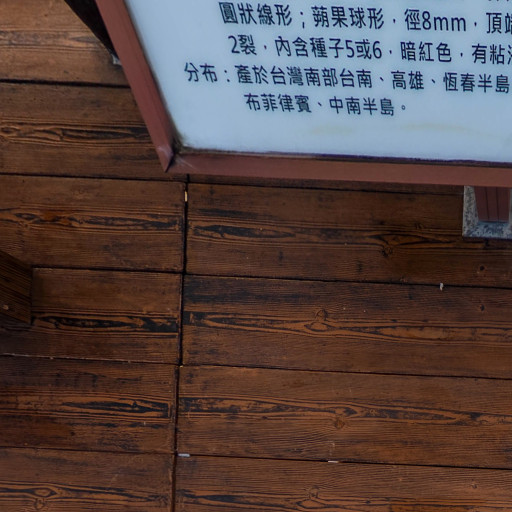 圓狀線形；蒴果球形，徑8mm，頂端
2裂，內含種子5或6，暗紅色，有粘
分布：產於台灣南部台南、高雄、恆春半島
布菲律賓、中南半島。